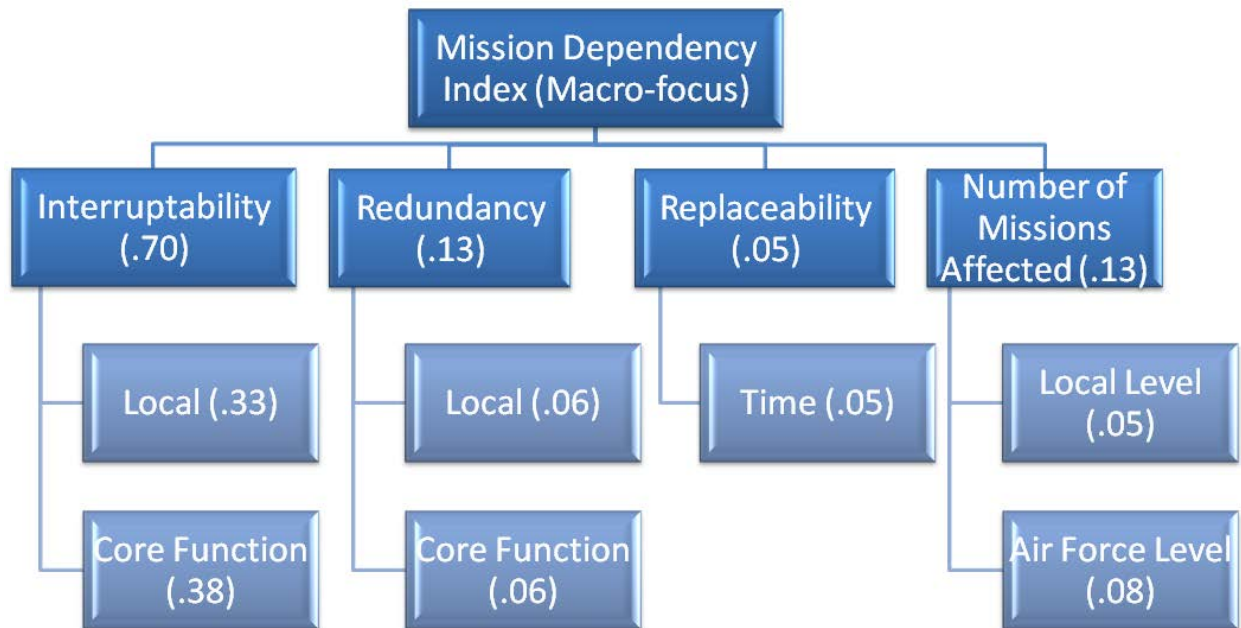 Mission Dependency
Index (Macro-focus)
Interruptability
(.70)
Redundancy
(.13)
Replaceability
(.05)
Number of
Missions
Affected (.13)
Local (.33)
Local (.06)
Time (.05)
Local Level
(.05)
Core Function
(.38)
Core Function
(.06)
Air Force Level
(.08)